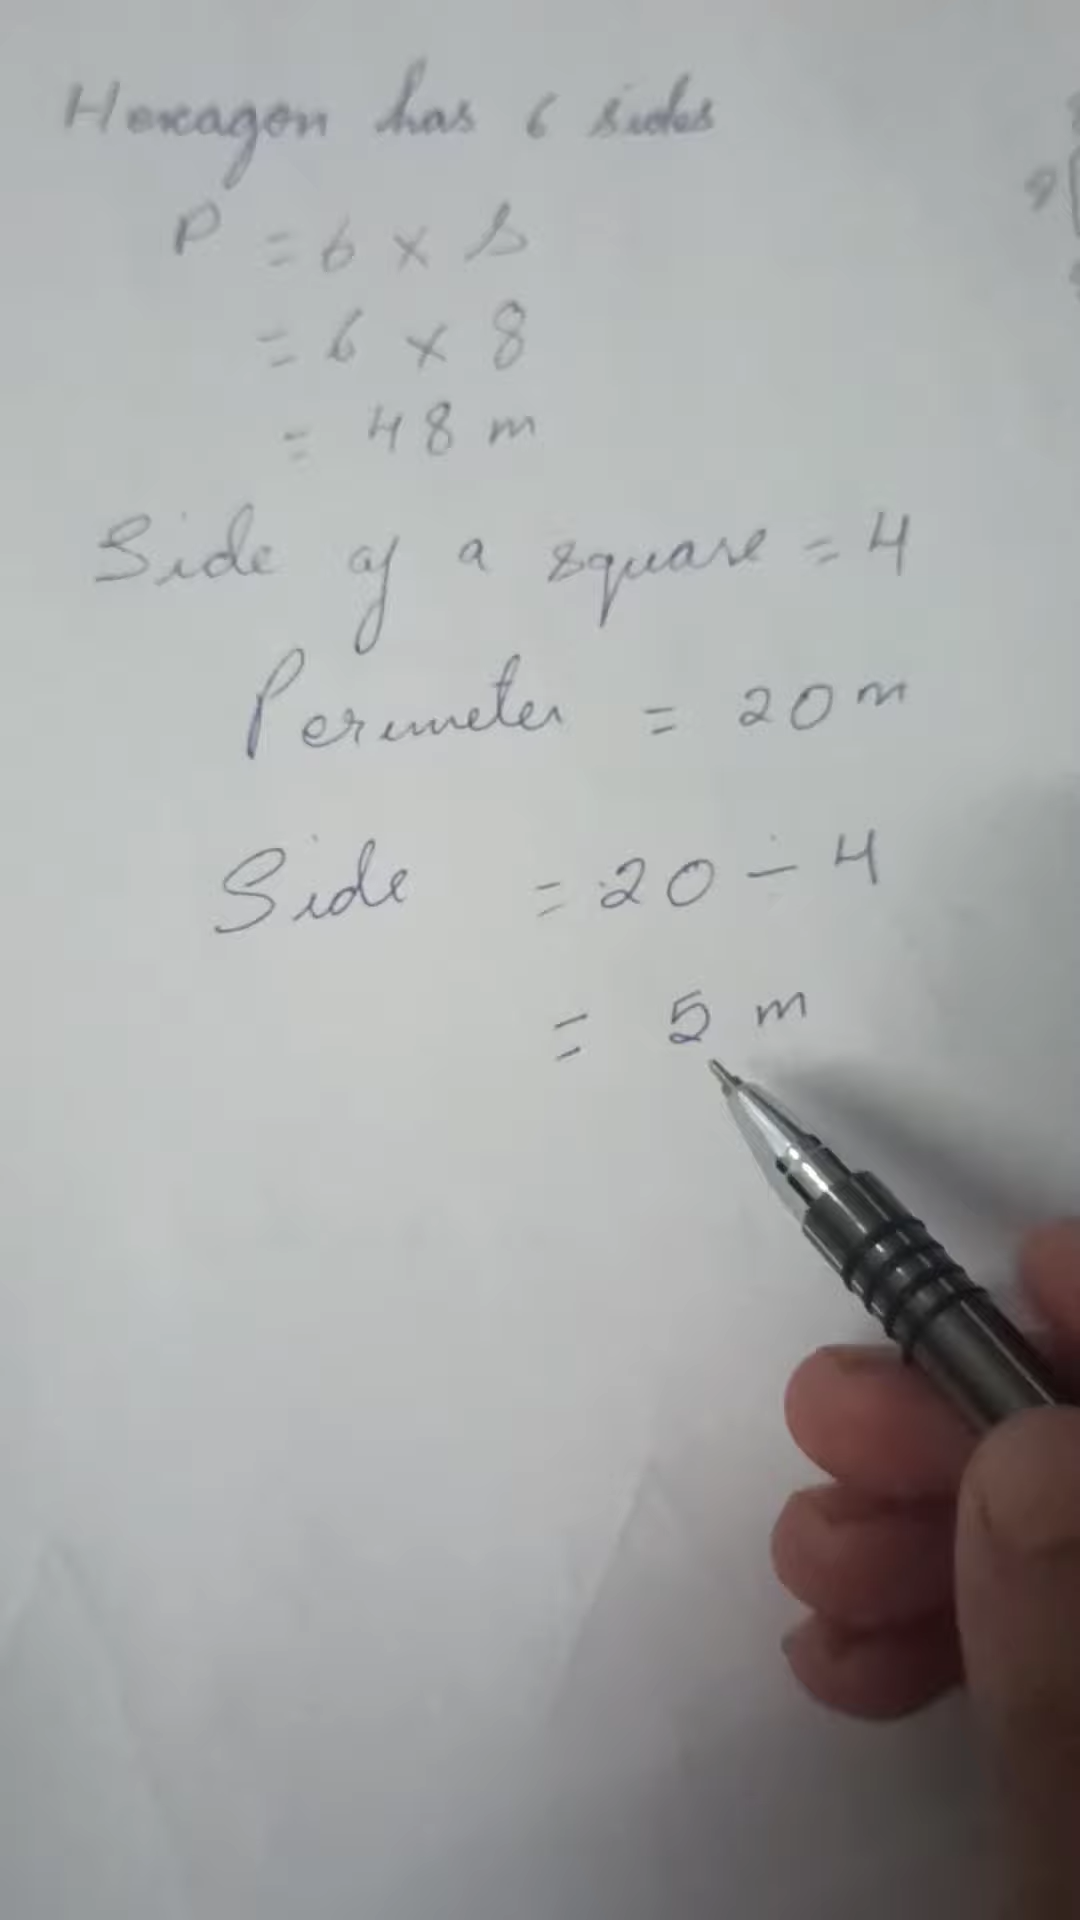 Hexagon has 6 sides
P = 6 × s
= 6 × 8
= 48 m
Side of a square = 4
Perimeter = 20 m
Side = 20 ÷ 4
= 5 m